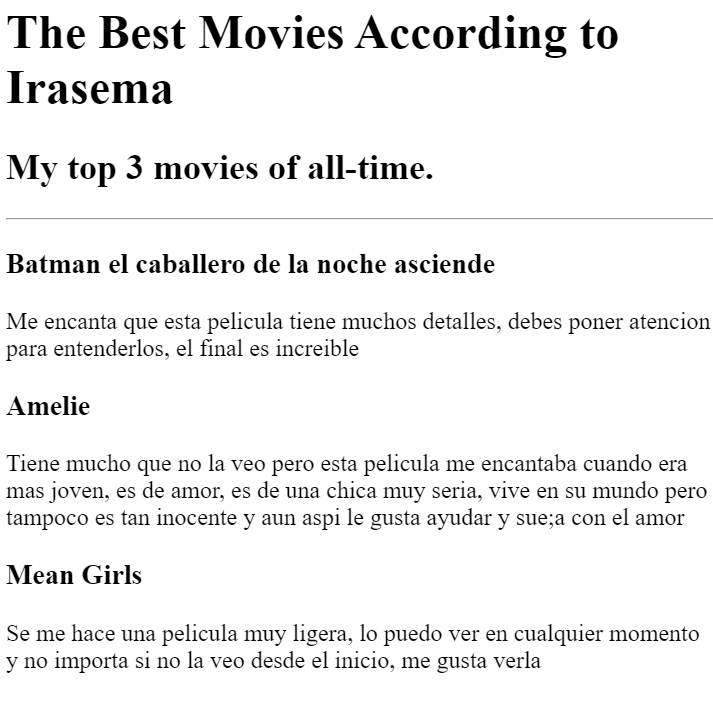 The Best Movies According to
Irasema
My top 3 movies of all-time.
Batman el caballero de la noche asciende
Me encanta que esta pelicula tiene muchos detalles, debes poner atencion
para entenderlos, el final es increible
Amelie
Tiene mucho que no la veo pero esta pelicula me encantaba cuando era
mas joven, es de amor, es de una chica muy seria, vive en su mundo pero
tampoco es tan inocente y aun aspi le gusta ayudar y sue;a con el amor
Mean Girls
Se me hace una pelicula muy ligera, lo puedo ver en cualquier momento
y no importa si no la veo desde el inicio, me gusta verla